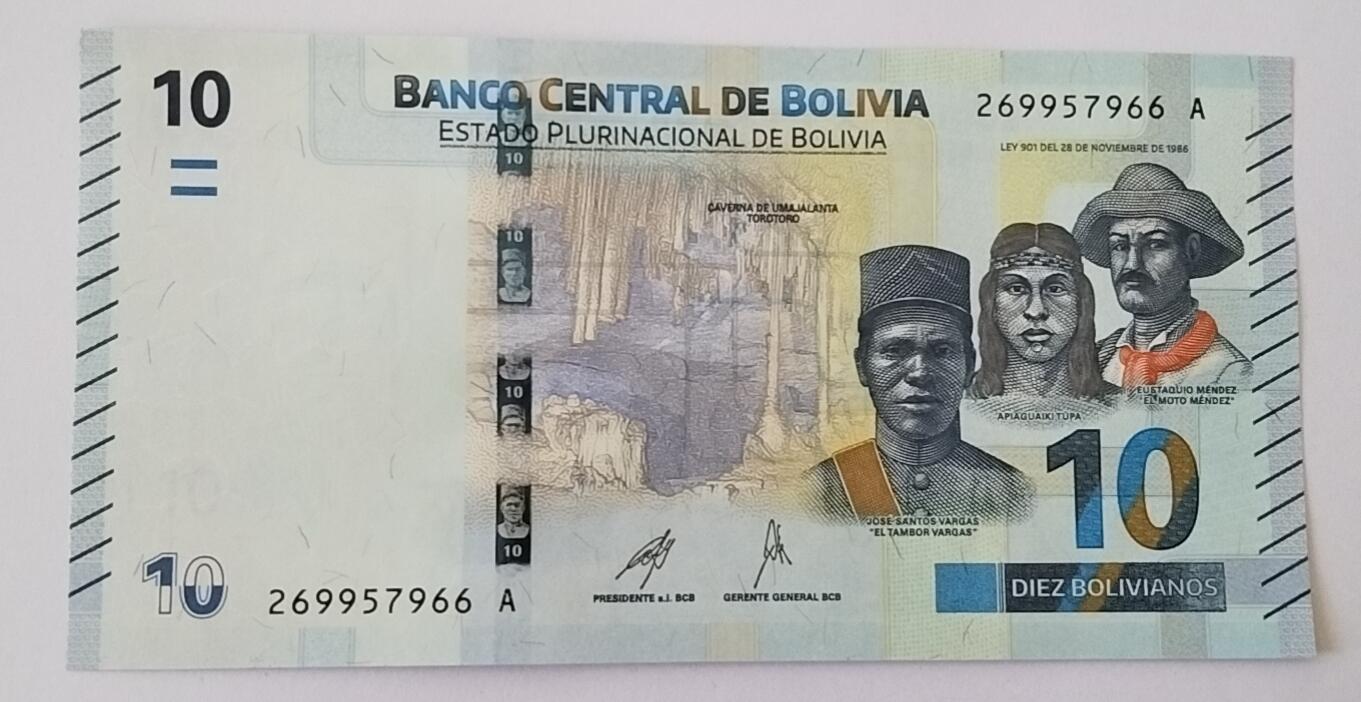 10
BANCO CENTRAL DE BOLIVIA
ESTADO PLURINACIONAL DE BOLIVIA
269957966 A
LEY 901 DEL 28 DE NOVIEMBRE DE 1986
10
CAVERNA DE UMAJALANTA
TOROTORO
10
10
10
EUSTAQUIO MÉNDEZ
"EL MOTO MÉNDEZ"
APIAGUAIKI TÜPA
10
JOSÉ SANTOS VARGAS
"EL TAMBOR VARGAS"
10
269957966 A
PRESIDENTE a.i. BCB
GERENTE GENERAL BCB
DIEZ BOLIVIANOS